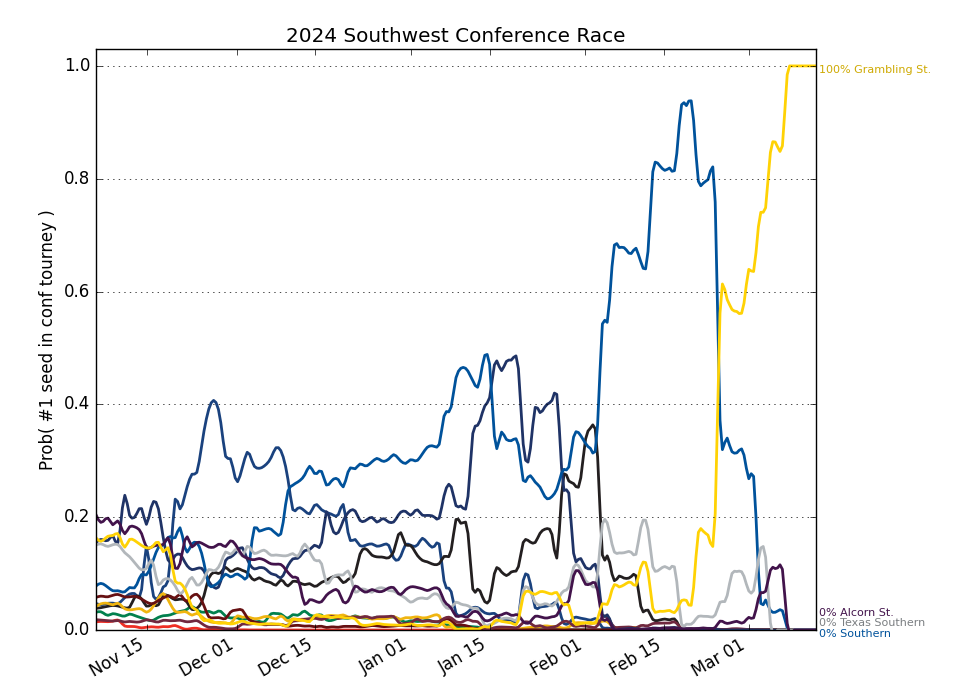 2024 Southwest Conference Race
Prob( #1 seed in conf tourney )
1.0
0.8
0.6
0.4
0.2
0.0
100% Grambling St.
0% Alcorn St.
0% Texas Southern
0% Southern
Nov 15
Dec 01
Dec 15
Jan 01
Jan 15
Feb 01
Feb 15
Mar 01